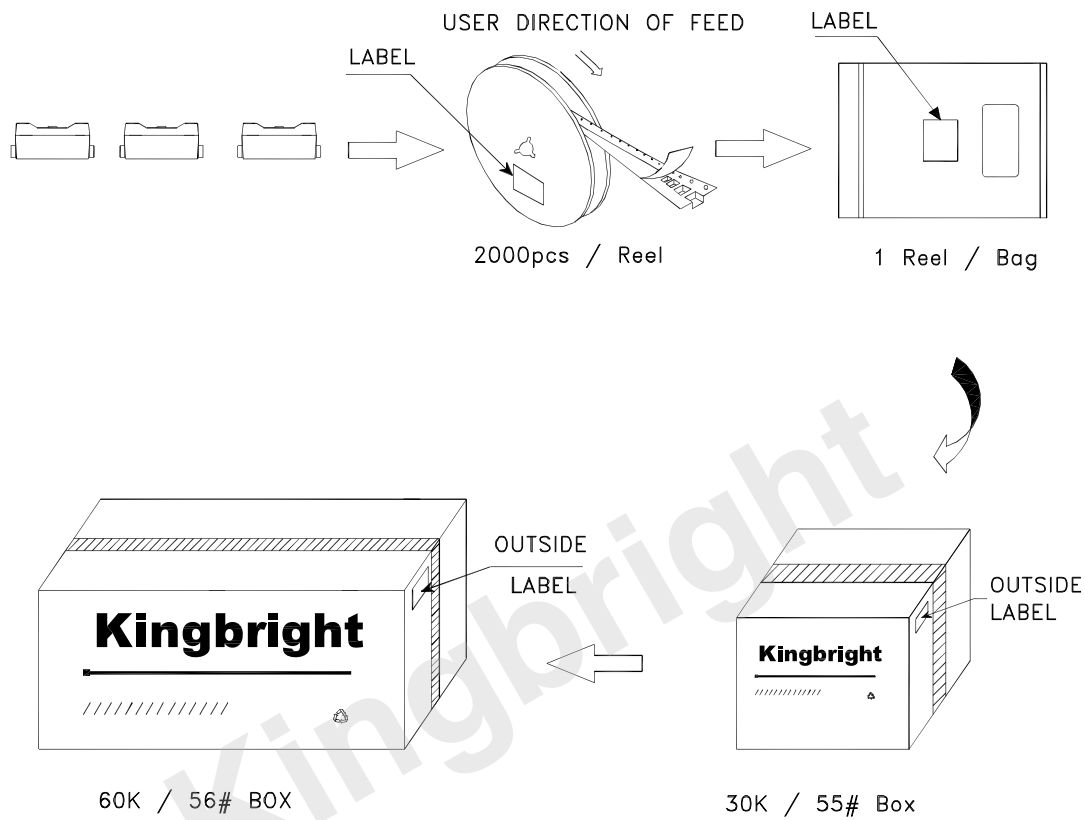 USER DIRECTION OF FEED
LABEL
LABEL
2000pcs / Reel
1 Reel / Bag
OUTSIDE
LABEL
OUTSIDE
LABEL
Kingbright
Kingbright
60K / 56# BOX
30K / 55# Box
Kingbright